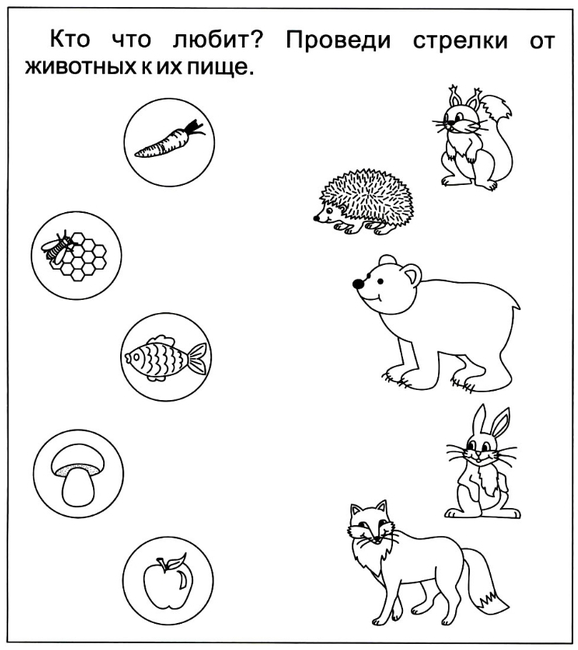 Кто что любит? Проведи стрелки от
животных к их пище.